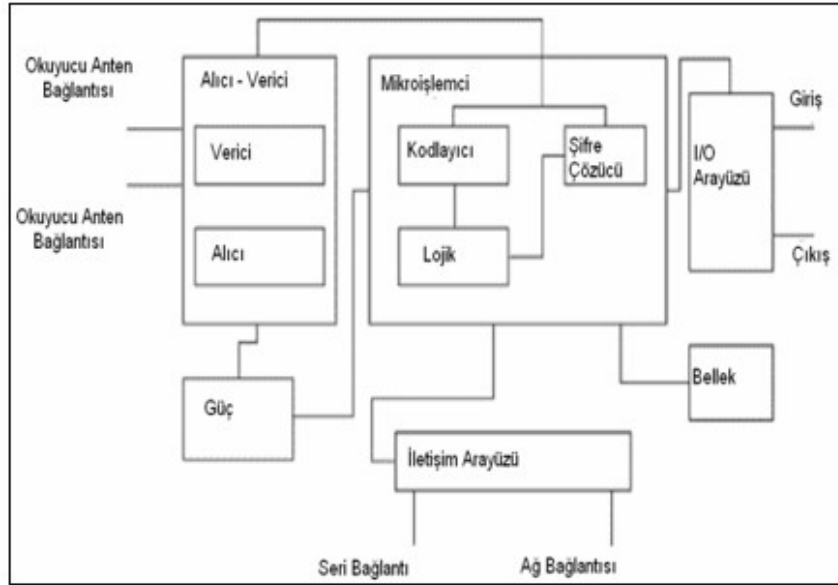 Okuyucu Anten
Bağlantısı
Okuyucu Anten
Bağlantısı
Alıcı - Verici
Verici
Alıcı
Güç
Mikroişlemci
Kodlayıcı
Şifre
Çözücü
Lojik
I/O
Arayüzü
Giriş
Çıkış
Bellek
İletişim Arayüzü
Seri Bağlantı
Ağ Bağlantısı